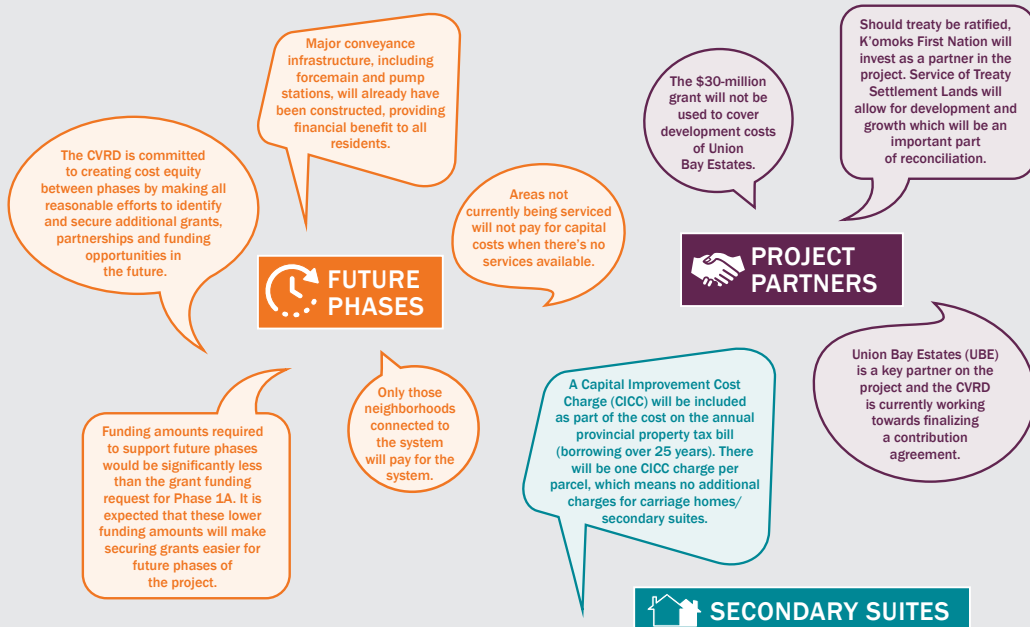 Major conveyance
infrastructure, including
forcemain and pump
stations, will already have
been constructed, providing
financial benefit to all
residents.
The CVRD is committed
to creating cost equity
between phases by making all
reasonable efforts to identify
and secure additional grants,
partnerships and funding
opportunities in
the future.
Areas not
currently being serviced
will not pay for capital
costs when there's no
services available.
FUTURE
PHASES
Only those
neighborhoods
connected to
the system
will pay for the
system.
Funding amounts required
to support future phases
would be significantly less
than the grant funding
request for Phase 1A. It is
expected that these lower
funding amounts will make
securing grants easier for
future phases of
the project.
The $30-million
grant will not be
used to cover
development costs
of Union
Bay Estates.
Should treaty be ratified,
K'omoks First Nation will
invest as a partner in the
project. Service of Treaty
Settlement Lands will
allow for development and
growth which will be an
important part
of reconciliation.
PROJECT
PARTNERS
Union Bay Estates (UBE)
is a key partner on the
project and the CVRD
is currently working
towards finalizing
a contribution
agreement.
A Capital Improvement Cost
Charge (CICC) will be included
as part of the cost on the annual
provincial property tax bill
(borrowing over 25 years). There
will be one CICC charge per
parcel, which means no additional
charges for carriage homes/
secondary suites.
SECONDARY SUITES